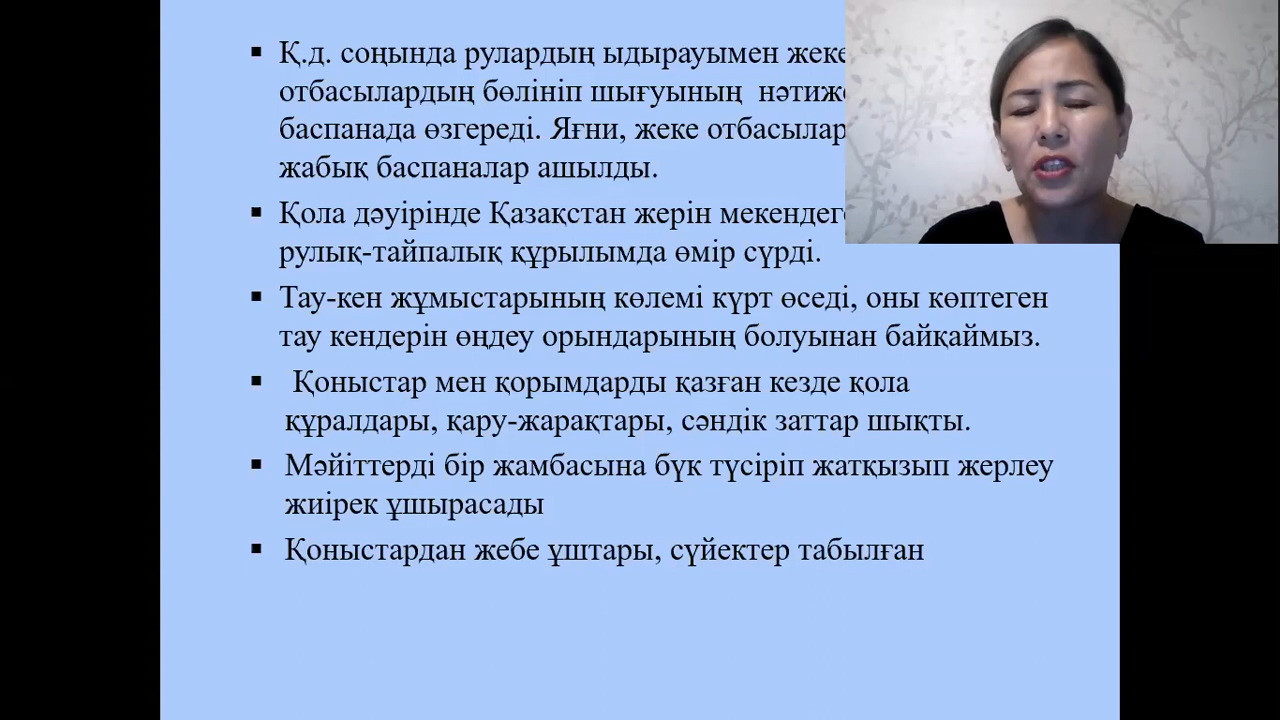 Қ.д. соңында рулардың ыдырауымен
отбасылардың бөлініп шығуының
баспанада өзгереді. Яғни, жеке отбасылар
жабық баспаналар ашылды.
Қола дәуірінде Қазақстан жерін
рулық-тайпалық құрылымда өмір сүрді.
Тау-кен жұмыстарының көлемі күрт өседі, оны көптеген
тау кендерін өңдеу орындарының болуынан байқаймыз.
Қоныстар мен қорымдарды қазған кезде қола
құралдары, қару-жарақтары, сәндік заттар шықты.
Мәйіттерді бір жамбасына бүк түсіріп жатқызып жерлеу
жиірек ұшырасады
Қоныстардан жебе ұштары, сүйектер табылған